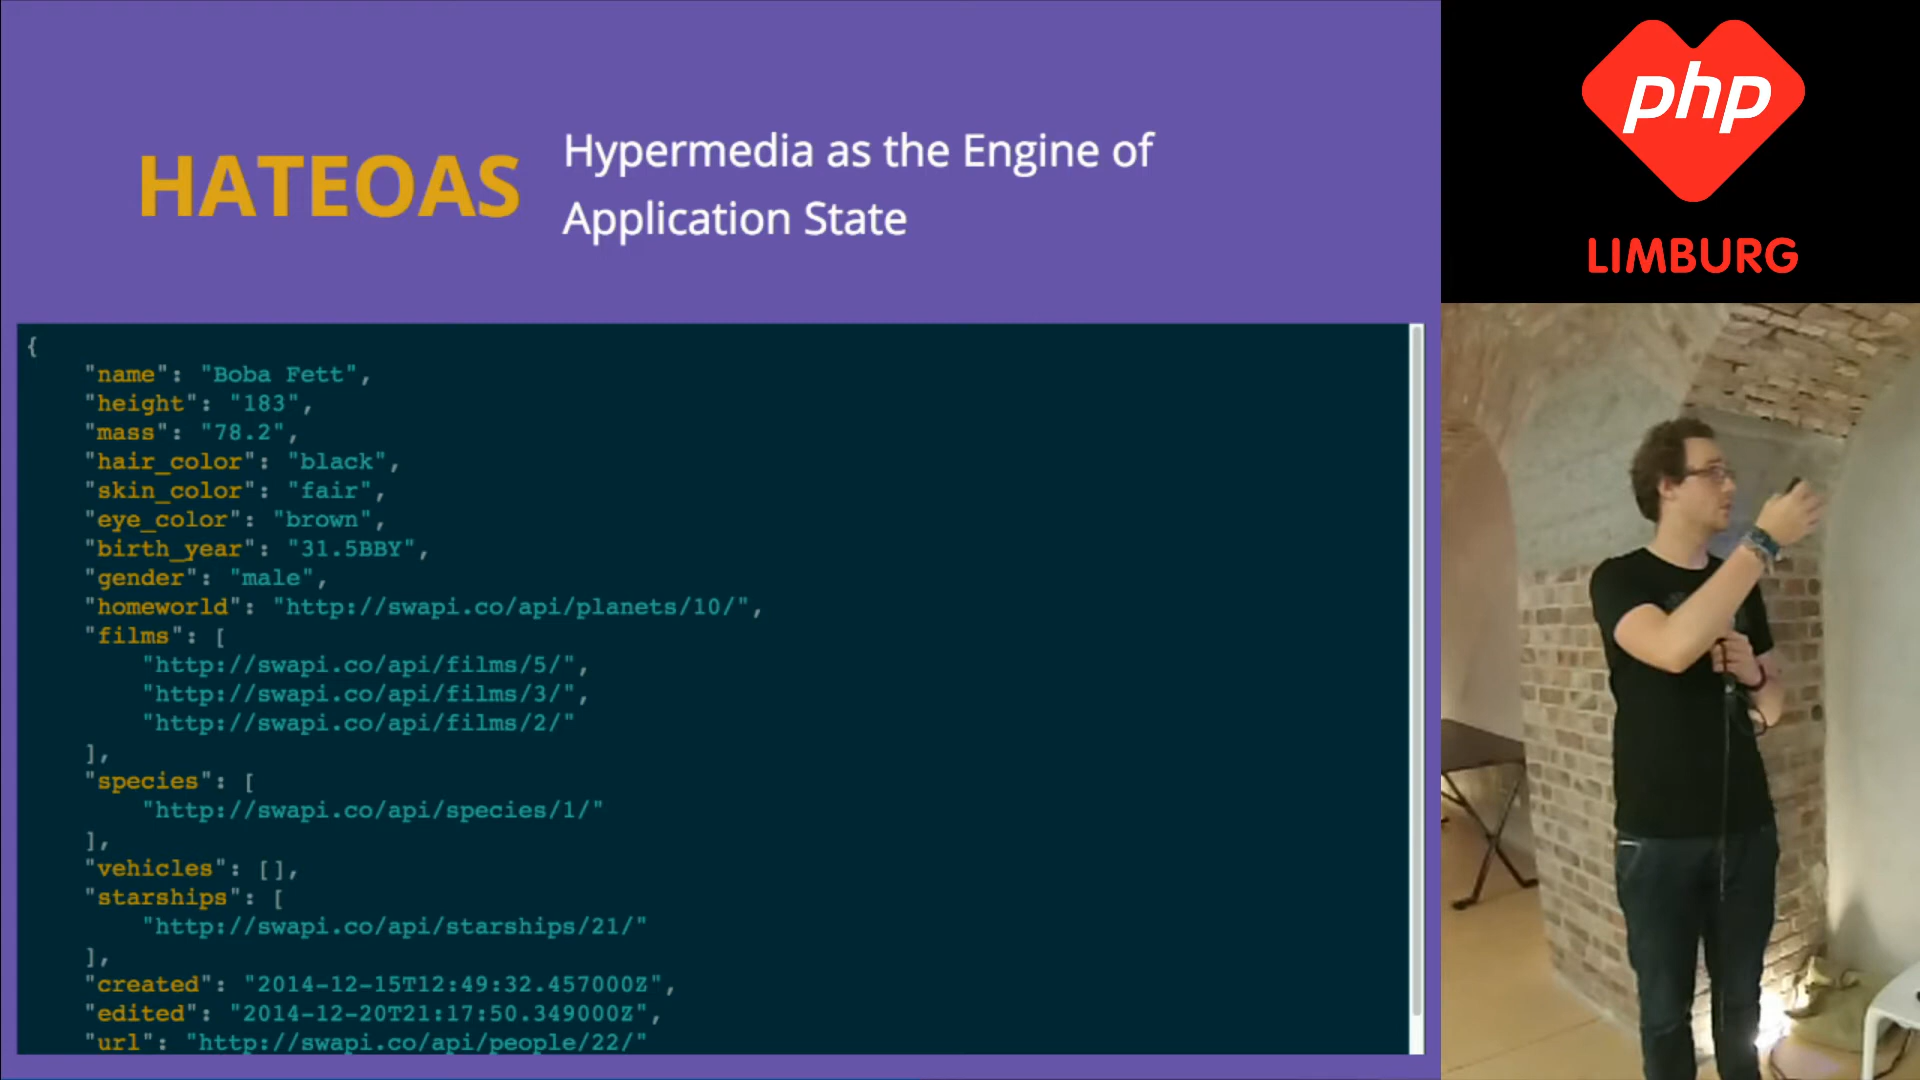 HATEOAS
Hypermedia as the Engine of
Application State
{
"name": "Boba Fett",
"height": "183",
"mass": "78.2",
"hair_color": "black",
"skin_color": "fair",
"eye_color": "brown",
"birth_year": "31.5BBY",
"gender": "male",
"homeworld": "http://swapi.co/api/planets/10/",
"films": [
"http://swapi.co/api/films/5/",
"http://swapi.co/api/films/3/",
"http://swapi.co/api/films/2/"
],
"species": [
"http://swapi.co/api/species/1/"
],
"vehicles": [],
"starships": [
"http://swapi.co/api/starships/21/"
],
"created": "2014-12-15T12:49:32.457000Z",
"edited": "2014-12-20T21:17:50.349000Z",
"url": "http://swapi.co/api/people/22/"
php
LIMBURG